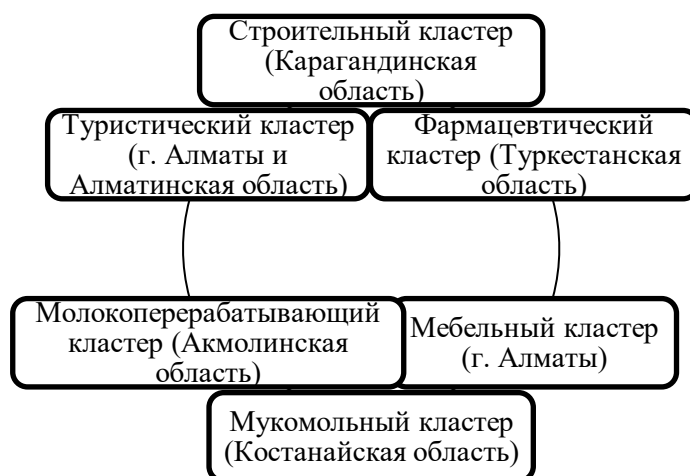 Строительный кластер
(Карагандинская
область)
Туристический кластер
(г. Алматы и
Алматинская область)
Фармацевтический
кластер (Туркестанская
область)
Молокоперерабатывающий
кластер (Акмолинская
область)
Мебельный кластер
(г. Алматы)
Мукомольный кластер
(Костанайская область)